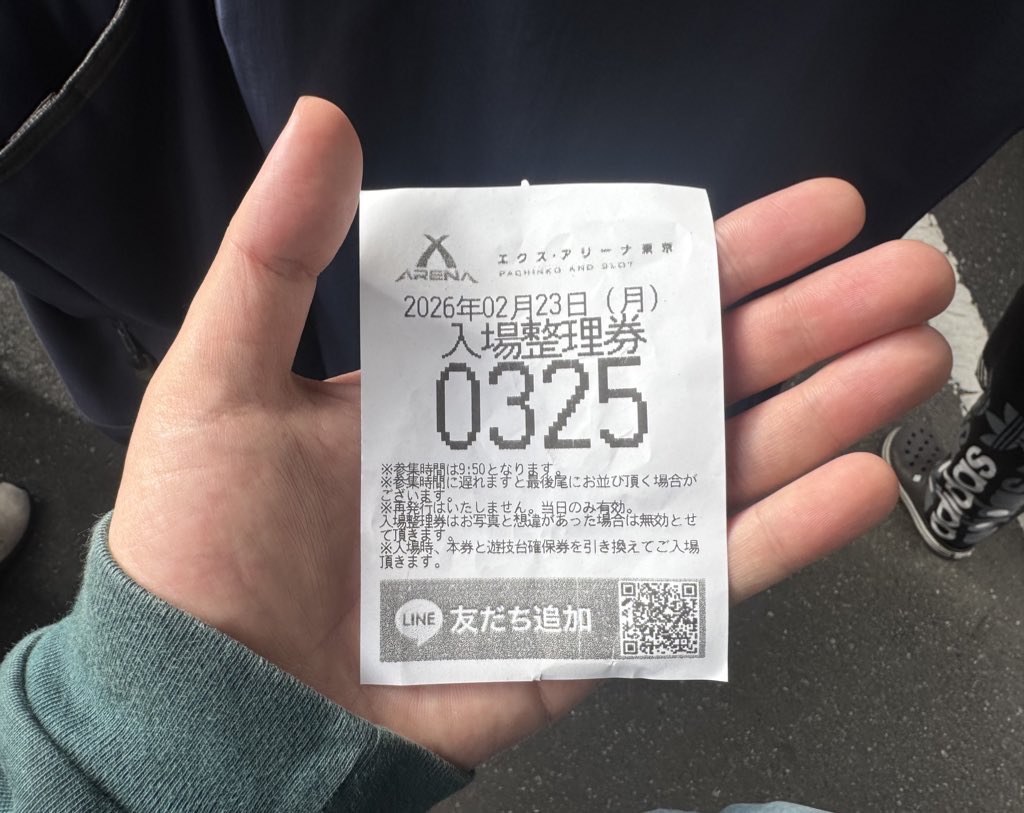 X
ARENA
エクス・アリーナ東京
PACHINKO AND SLOT
2026年02月23日（月）
入場整理券
0325
※参集時間は9:50となります。
※参集時間に遅れますと最後尾にお並び頂く場合が
ございます。
※再発行はいたしません。当日のみ有効。
入場整理券はお写真と想違があった場合は無効とせ
て頂きます。
※入場時、本券と遊技台確保券を引き換えてご入場
頂きます。
LINE 友だち追加
adidas